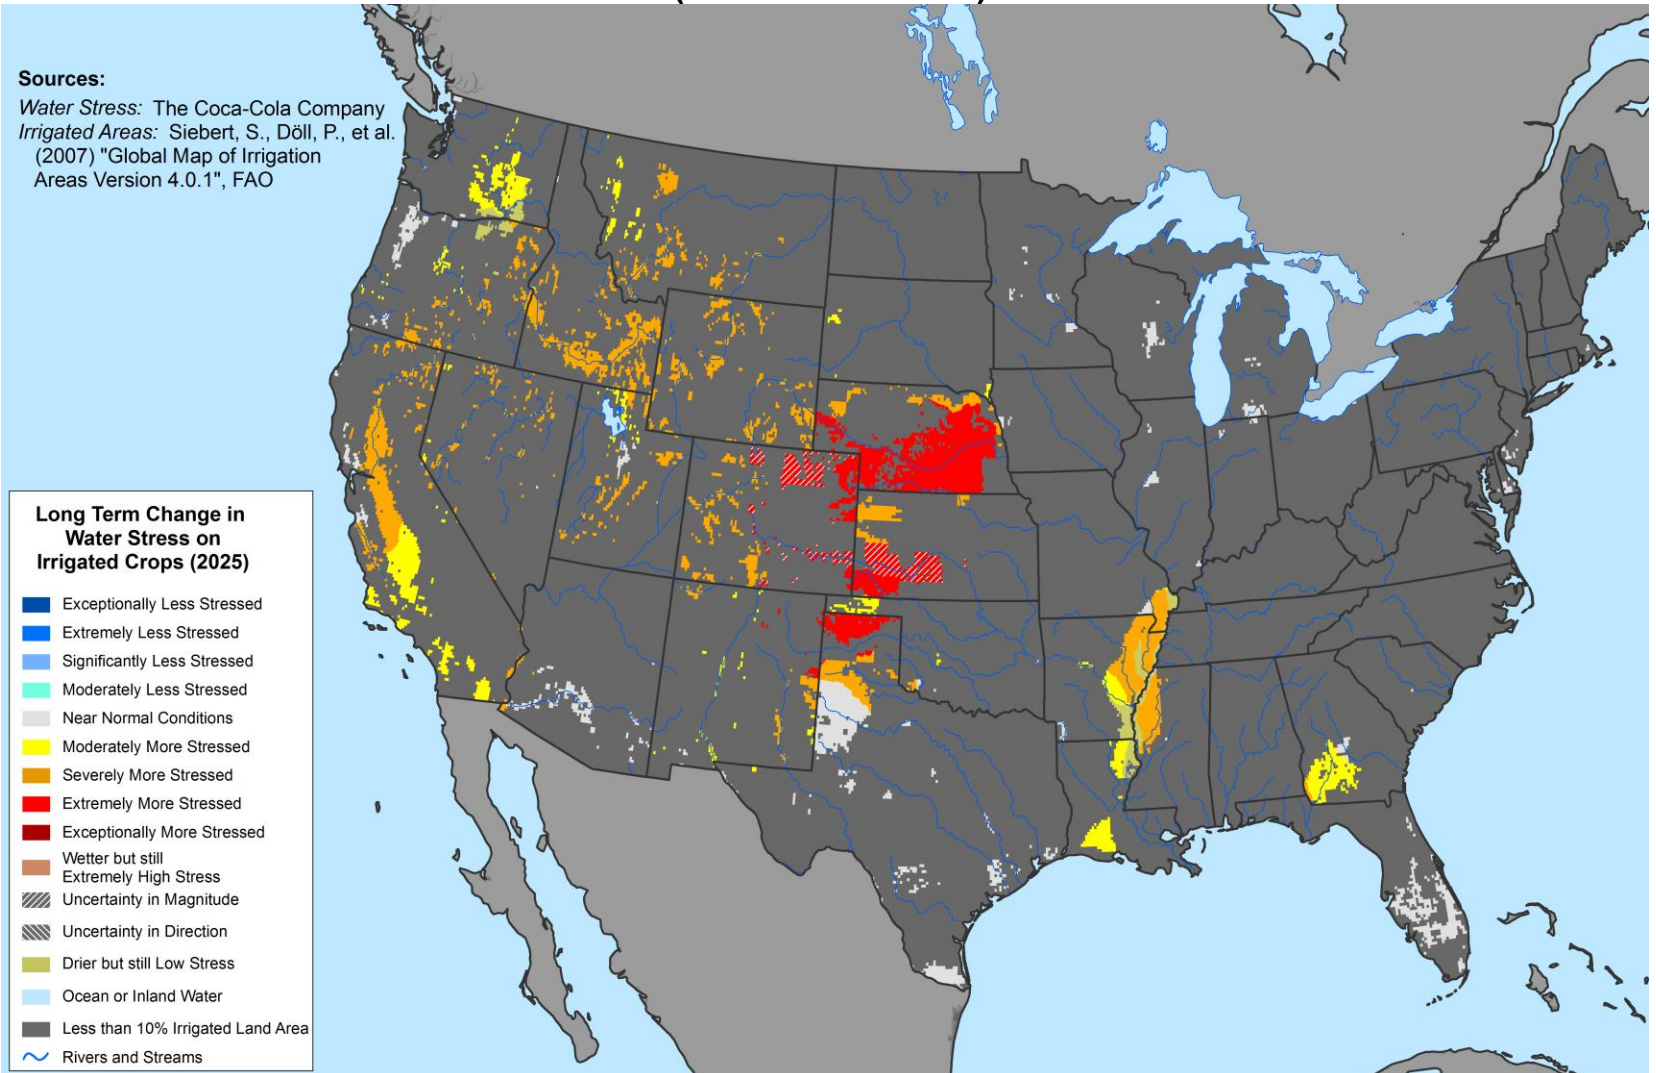 Sources:
Water Stress: The Coca-Cola Company
Irrigated Areas: Siebert, S., Döll, P., et al.
(2007) "Global Map of Irrigation
Areas Version 4.0.1", FAO
Long Term Change in
Water Stress on
Irrigated Crops (2025)
Exceptionally Less Stressed
Extremely Less Stressed
Significantly Less Stressed
Moderately Less Stressed
Near Normal Conditions
Moderately More Stressed
Severely More Stressed
Extremely More Stressed
Exceptionally More Stressed
Wetter but still
Extremely High Stress
Uncertainty in Magnitude
Uncertainty in Direction
Drier but still Low Stress
Ocean or Inland Water
Less than 10% Irrigated Land Area
Rivers and Streams